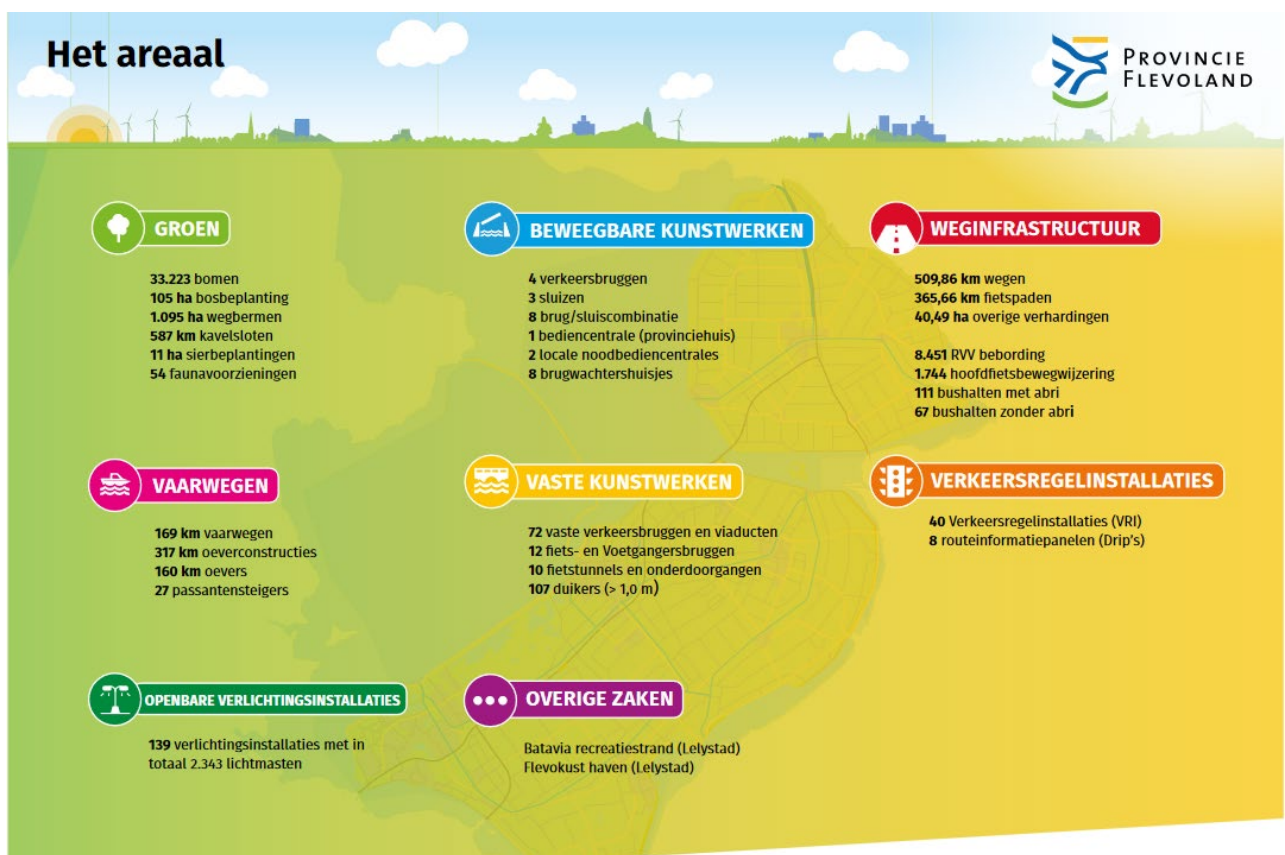 Het areaal
PROVINCIE
FLEVOLAND
GROEN
33.223 bomen
105 ha bosbeplanting
1.095 ha wegbermen
587 km kavelsloten
11 ha sierbeplantingen
54 faunavoorzieningen
BEWEEGBARE KUNSTWERKEN
4 verkeersbruggen
3 sluizen
8 brug/sluiscombinatie
1 bediencentrale (provinciehuis)
2 locale noodbediencentrales
8 brugwachtershuisjes
WEGINFRASTRUCTUUR
509,86 km wegen
365,66 km fietspaden
40,49 ha overige verhardingen
8.451 RVV bebording
1.744 hoofdfietsbewegwijzering
111 bushalten met abri
67 bushalten zonder abri
VAARWEGEN
169 km vaarwegen
317 km oeverconstructies
160 km oevers
27 passantensteigers
VASTE KUNSTWERKEN
72 vaste verkeersbruggen en viaducten
12 fiets- en Voetgangersbruggen
10 fietstunnels en onderdoorgangen
107 duikers (> 1,0 m)
VERKEERSREGELINSTALLATIES
40 Verkeersregelinstallaties (VRI)
8 routeinformatiepanelen (Drip's)
OPENBARE VERLICHTINGSINSTALLATIES
139 verlichtingsinstallaties met in
totaal 2.343 lichtmasten
OVERIGE ZAKEN
Batavia recreatiestrand (Lelystad)
Flevokust haven (Lelystad)